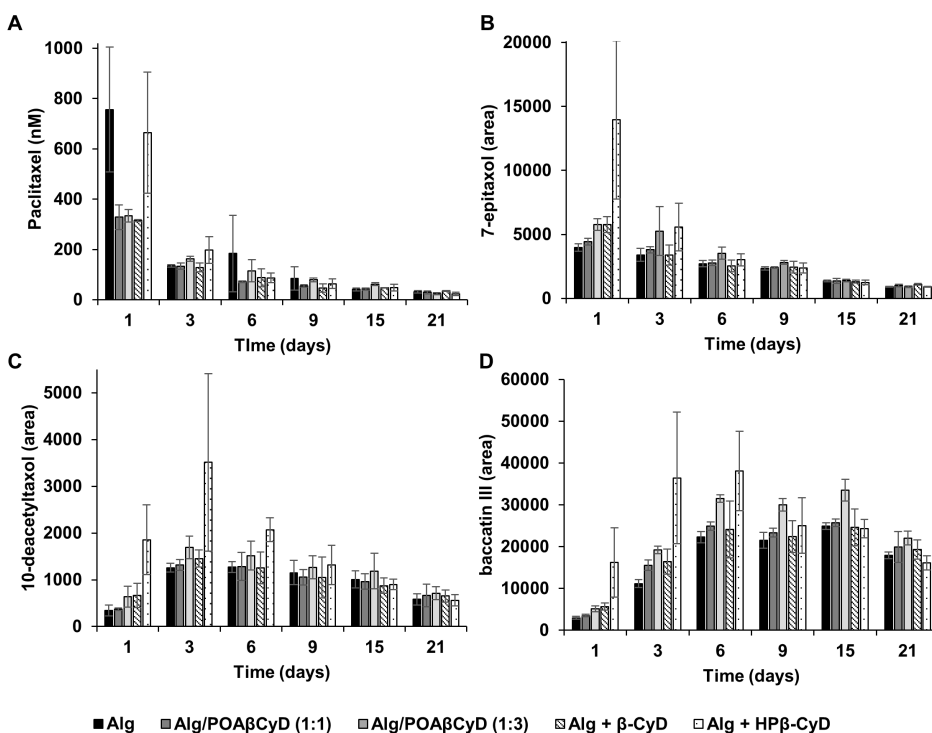 A
Paclitaxel (nM)
1000
800
600
400
200
0
1 3 6 9 15 21
TIme (days)
B
7-epitaxol (area)
20000
15000
10000
5000
0
1 3 6 9 15 21
Time (days)
C
10-deacetyltaxol (area)
5000
4000
3000
2000
1000
0
1 3 6 9 15 21
Time (days)
D
baccatin III (area)
60000
50000
40000
30000
20000
10000
0
1 3 6 9 15 21
Time (days)
Alg Alg/POAβCyD (1:1) Alg/POAβCyD (1:3) Alg + β-CyD Alg + HPβ-CyD